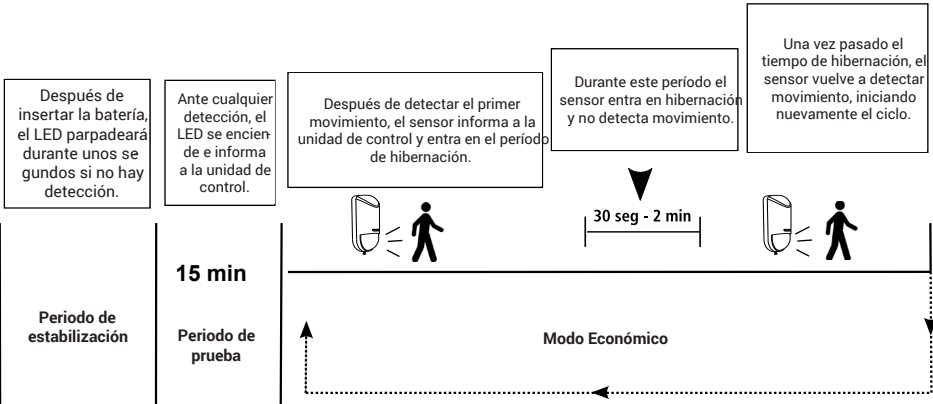 Después de
insertar la batería,
el LED parpadeará
durante unos se
gundos si no hay
detección.
Ante cualquier
detección, el
LED se encien-
de e informa
a la unidad de
control.
Después de detectar el primer
movimiento, el sensor informa a la
unidad de control y entra en el período
de hibernación.
Durante este período el
sensor entra en hibernación
y no detecta movimiento.
Una vez pasado el
tiempo de hibernación, el
sensor vuelve a detectar
movimiento, iniciando
nuevamente el ciclo.
30 seg - 2 min
15 min
Periodo de
estabilización
Periodo de
prueba
Modo Económico